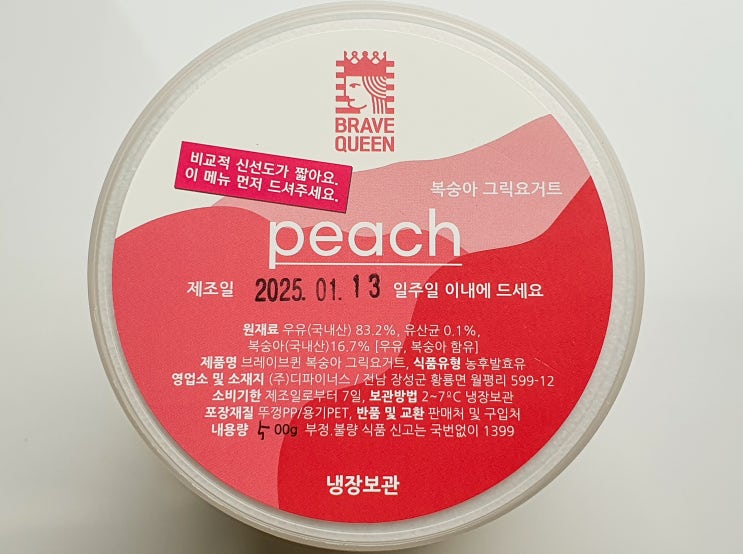 BRAVE
QUEEN
비교적 신선도가 짧아요.
이 메뉴 먼저 드셔주세요.
복숭아 그릭요거트
peach
제조일 2025. 01. 13 일주일 이내에 드세요
원재료 우유(국내산) 83.2%, 유산균 0.1%,
복숭아(국내산)16.7% [우유, 복숭아 함유]
제품명 브레이브퀸 복숭아 그릭요거트, 식품유형 농후발효유
영업소 및 소재지 (주)디파이너스 / 전남 장성군 황룡면 월평리 599-12
소비기한 제조일로부터 7일, 보관방법 2~7ºC 냉장보관
포장재질 뚜껑PP/용기PET, 반품 및 교환 판매처 및 구입처
내용량 500g 부정.불량 식품 신고는 국번없이 1399
냉장보관